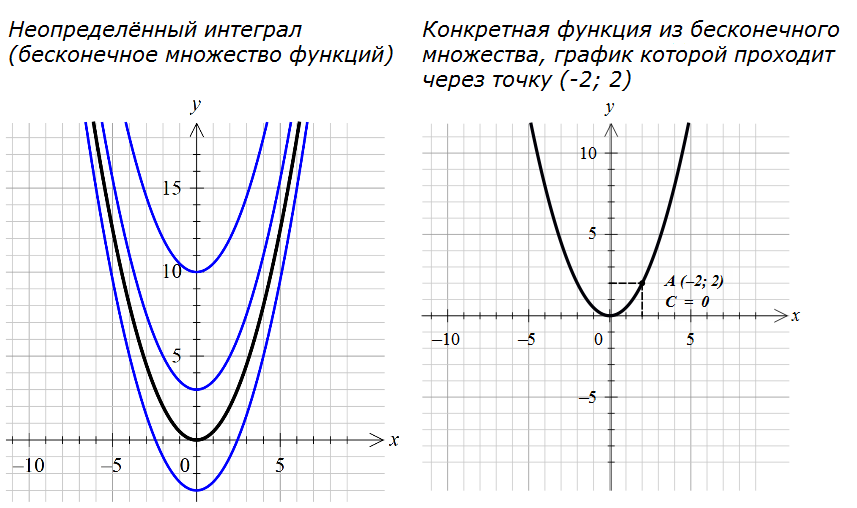 Неопределённый интеграл
(бесконечное множество функций)
Конкретная функция из бесконечного
множества, график которой проходит
через точку (-2; 2)
y
15
10
5
–10
–5
0
5
x
y
10
5
A (–2; 2)
C = 0
–10
–5
0
5
x
–5